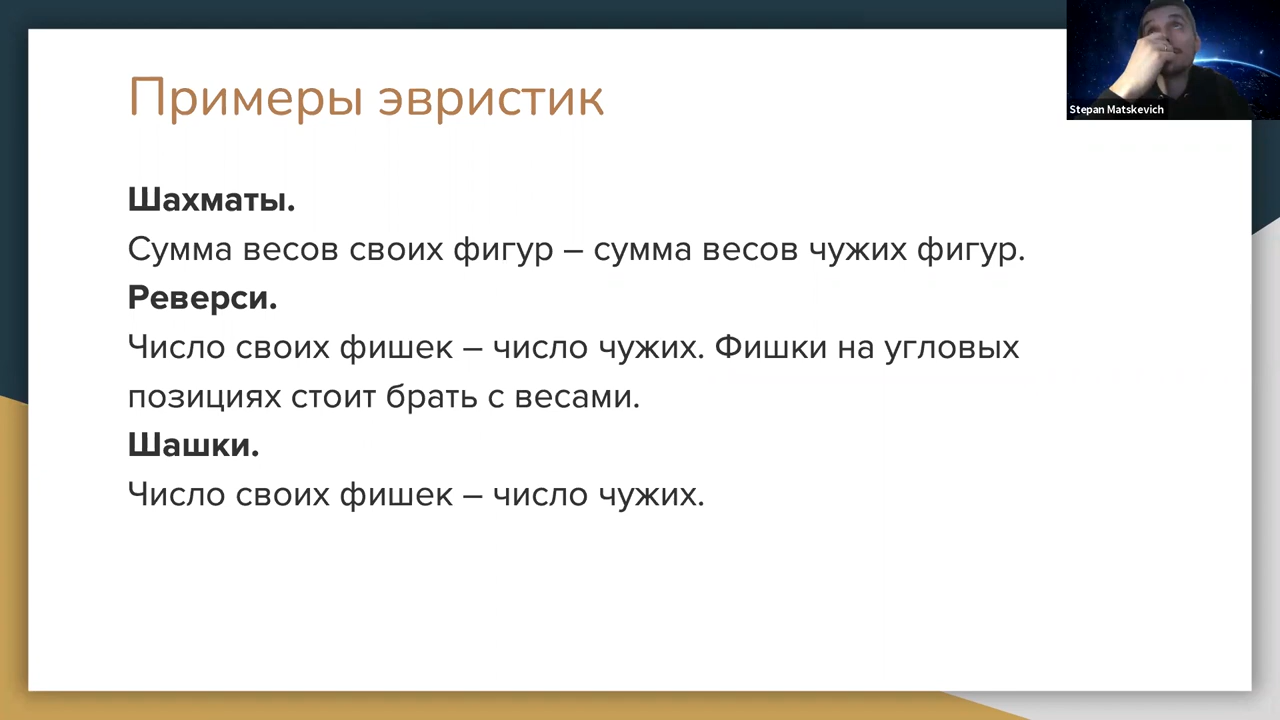 Примеры эвристик
Stepan Matskevich
Шахматы.
Сумма весов своих фигур – сумма весов чужих фигур.
Реверси.
Число своих фишек – число чужих. Фишки на угловых
позициях стоит брать с весами.
Шашки.
Число своих фишек – число чужих.